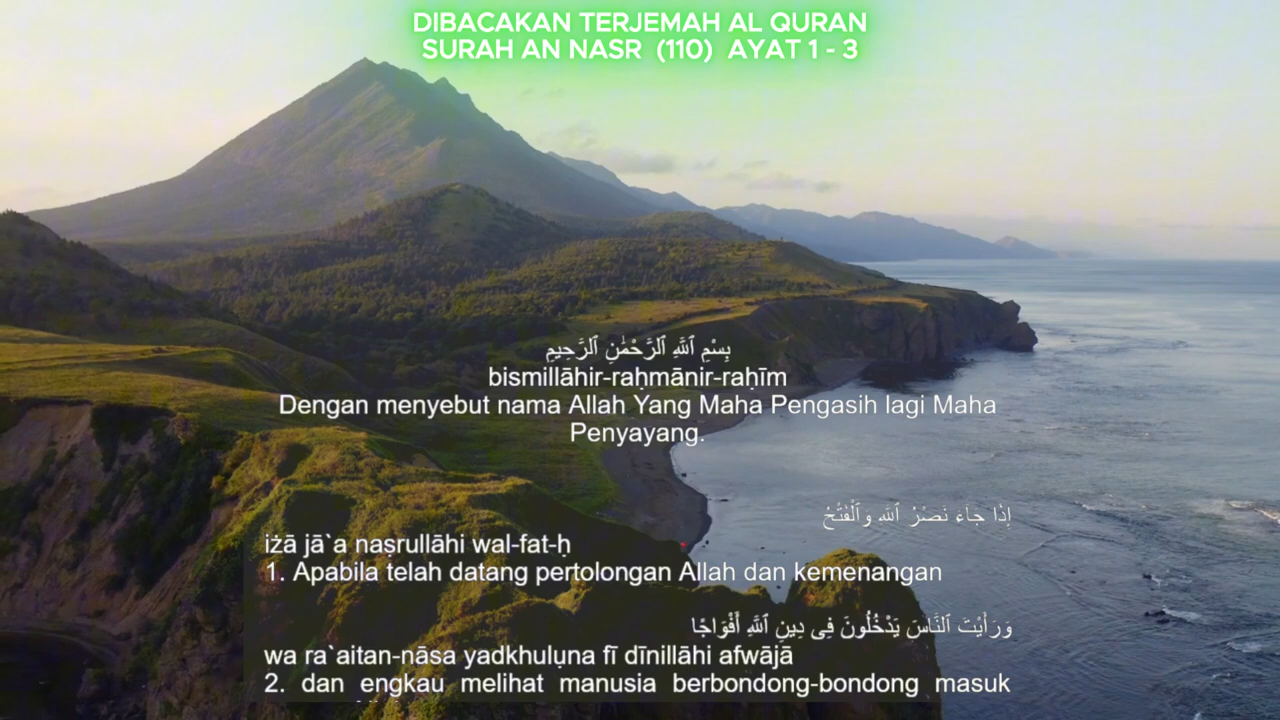 DIBACAKAN TERJEMAH AL QURAN
SURAH AN NASR (110) AYAT 1 - 3
بِسْمِ ٱللَّهِ ٱلرَّحْمَٰنِ ٱلرَّحِيمِ
bismillāhir-raḥmānir-raḥīm
Dengan menyebut nama Allah Yang Maha Pengasih lagi Maha
Penyayang.
إِذَا جَآءَ نَصْرُ ٱللَّهِ وَٱلْفَتْحُ
iżā jā`a naṣrullāhi wal-fat-ḥ
1. Apabila telah datang pertolongan Allah dan kemenangan
وَرَأَيْتَ ٱلنَّاسَ يَدْخُلُونَ فِى دِينِ ٱللَّهِ أَفْوَاجًا
wa ra`aitan-nāsa yadkhulụna fī dīnillāhi afwājā
2. dan engkau melihat manusia berbondong-bondong masuk